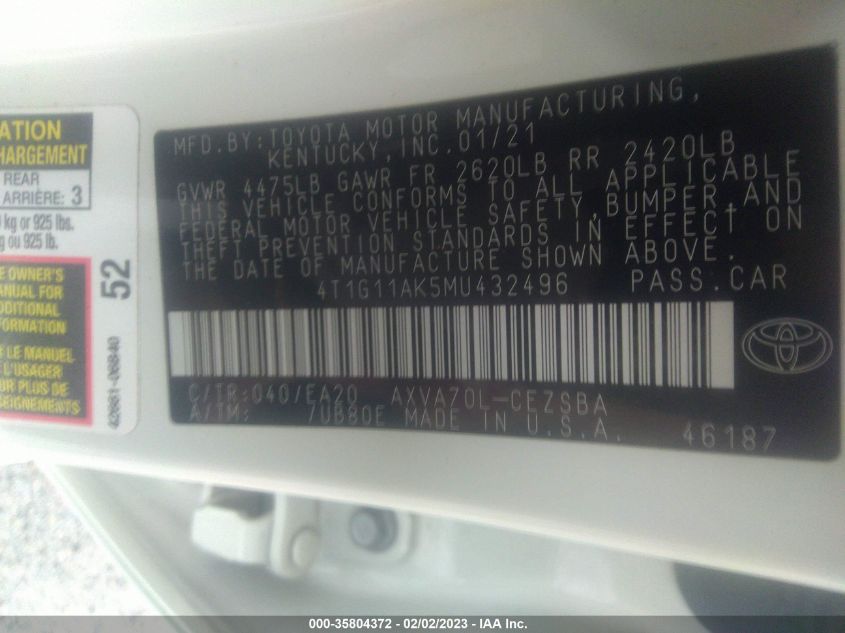 ATION
HARGEMENT
REAR
ARRIÈRE: 3
kg or 925 lbs.
g ou 925 lb.
E OWNER'S
ANUAL FOR
DDITIONAL
FORMATION
LE MANUEL
L'USAGER
UR PLUS DE
SEIGNEMENTS
52
42661-06B40
MFD. BY: TOYOTA MOTOR MANUFACTURING,
KENTUCKY, INC. 01/21
GVWR 4475LB GAWR FR 2620LB RR 2420LB
THIS VEHICLE CONFORMS TO ALL APPLICABLE
FEDERAL MOTOR VEHICLE SAFETY, BUMPER, AND
THEFT PREVENTION STANDARDS IN EFFECT ON
THE DATE OF MANUFACTURE SHOWN ABOVE.
4T1G11AK5MU432496 PASS. CAR
C/TR: 040/EA20 AXVA70L-CEZSBA
A/TM: 7UB80E MADE IN U.S.A.
46187
000-35804372 - 02/02/2023 - IAA Inc.